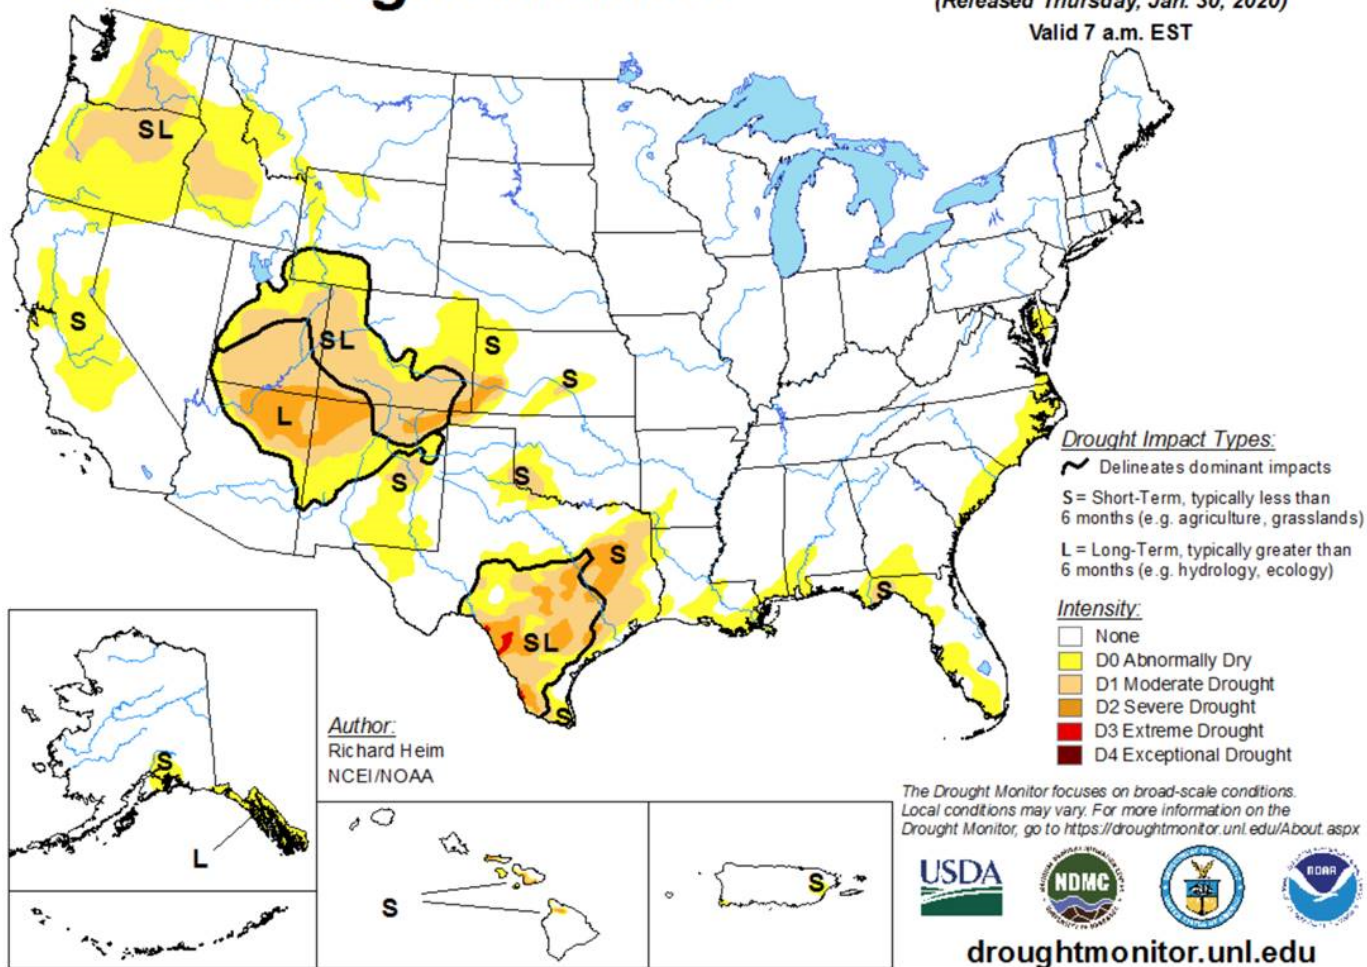 (Released Thursday, Jan. 30, 2020)
Valid 7 a.m. EST
SL
S
SL
S
S
L
S
S
S
SL
S
S
Drought Impact Types:
Delineates dominant impacts
S = Short-Term, typically less than
6 months (e.g. agriculture, grasslands)
L = Long-Term, typically greater than
6 months (e.g. hydrology, ecology)
Intensity:
None
D0 Abnormally Dry
D1 Moderate Drought
D2 Severe Drought
D3 Extreme Drought
D4 Exceptional Drought
Author:
Richard Heim
NCEI/NOAA
S
L
S
S
The Drought Monitor focuses on broad-scale conditions.
Local conditions may vary. For more information on the
Drought Monitor, go to https://droughtmonitor.unl.edu/About.aspx
USDA
NDMC
NOAA
droughtmonitor.unl.edu